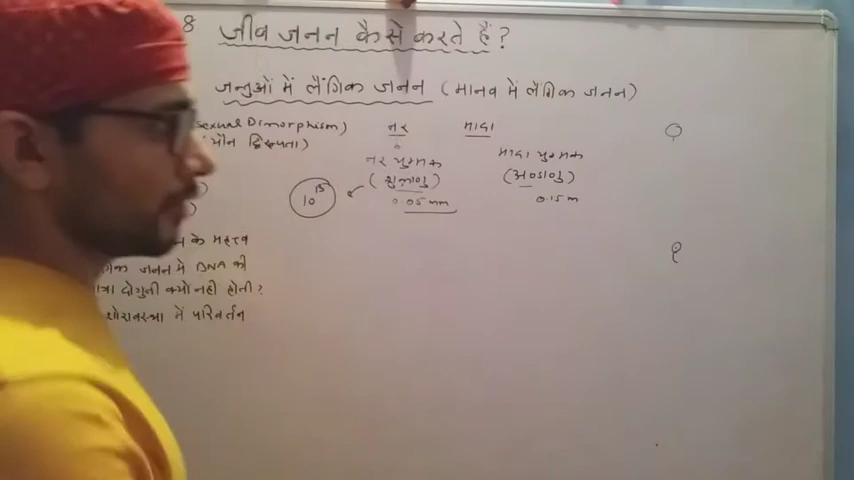 8 जीव जनन कैसे करते हैं?
जन्तुओं में लैंगिक जनन (मानव में लैंगिक जनन)
sexual Dimorphism)
यौन द्विरूपता)
नर
मादा
नर युग्मक
(शुक्राणु)
0.05 mm
10 15
मादा युग्मक
(अण्डाणु)
0.15 m
के महत्व
जनन में DNA की
दोगुनी क्यों नही होती?
में परिवर्तन